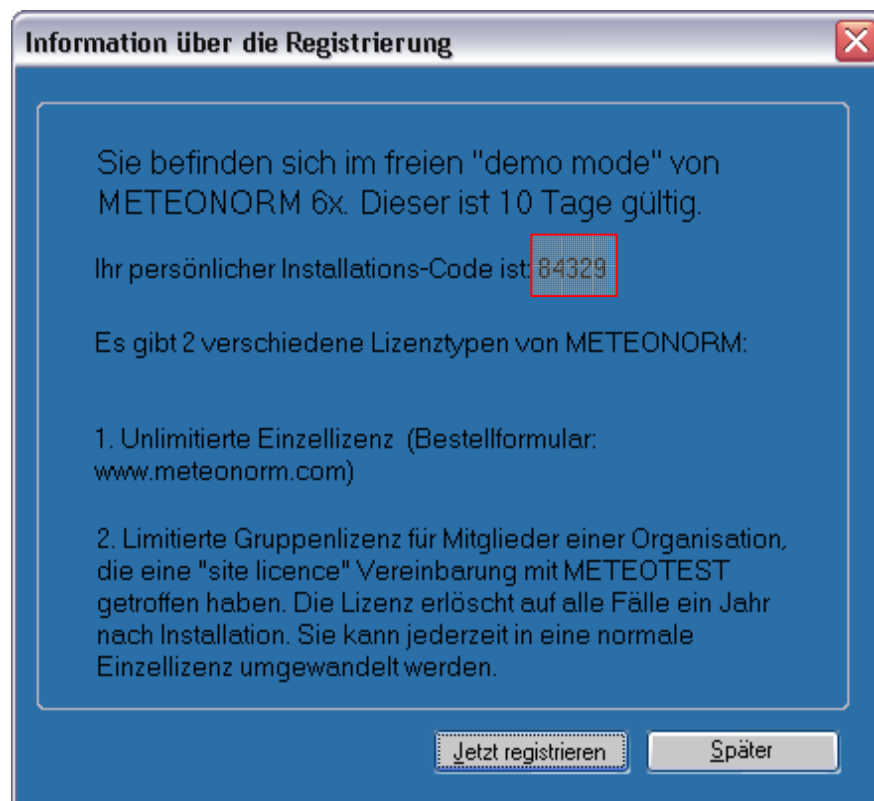 Information über die Registrierung
Sie befinden sich im freien "demo mode" von
METEONORM 6x. Dieser ist 10 Tage gültig.
Ihr persönlicher Installations-Code ist: 84329
Es gibt 2 verschiedene Lizenztypen von METEONORM:
1. Unlimitierte Einzellizenz (Bestellformular:
www.meteonorm.com)
2. Limitierte Gruppenlizenz für Mitglieder einer Organisation,
die eine "site licence" Vereinbarung mit METEOTEST
getroffen haben. Die Lizenz erlöscht auf alle Fälle ein Jahr
nach Installation. Sie kann jederzeit in eine normale
Einzellizenz umgewandelt werden.
Jetzt registrieren Später